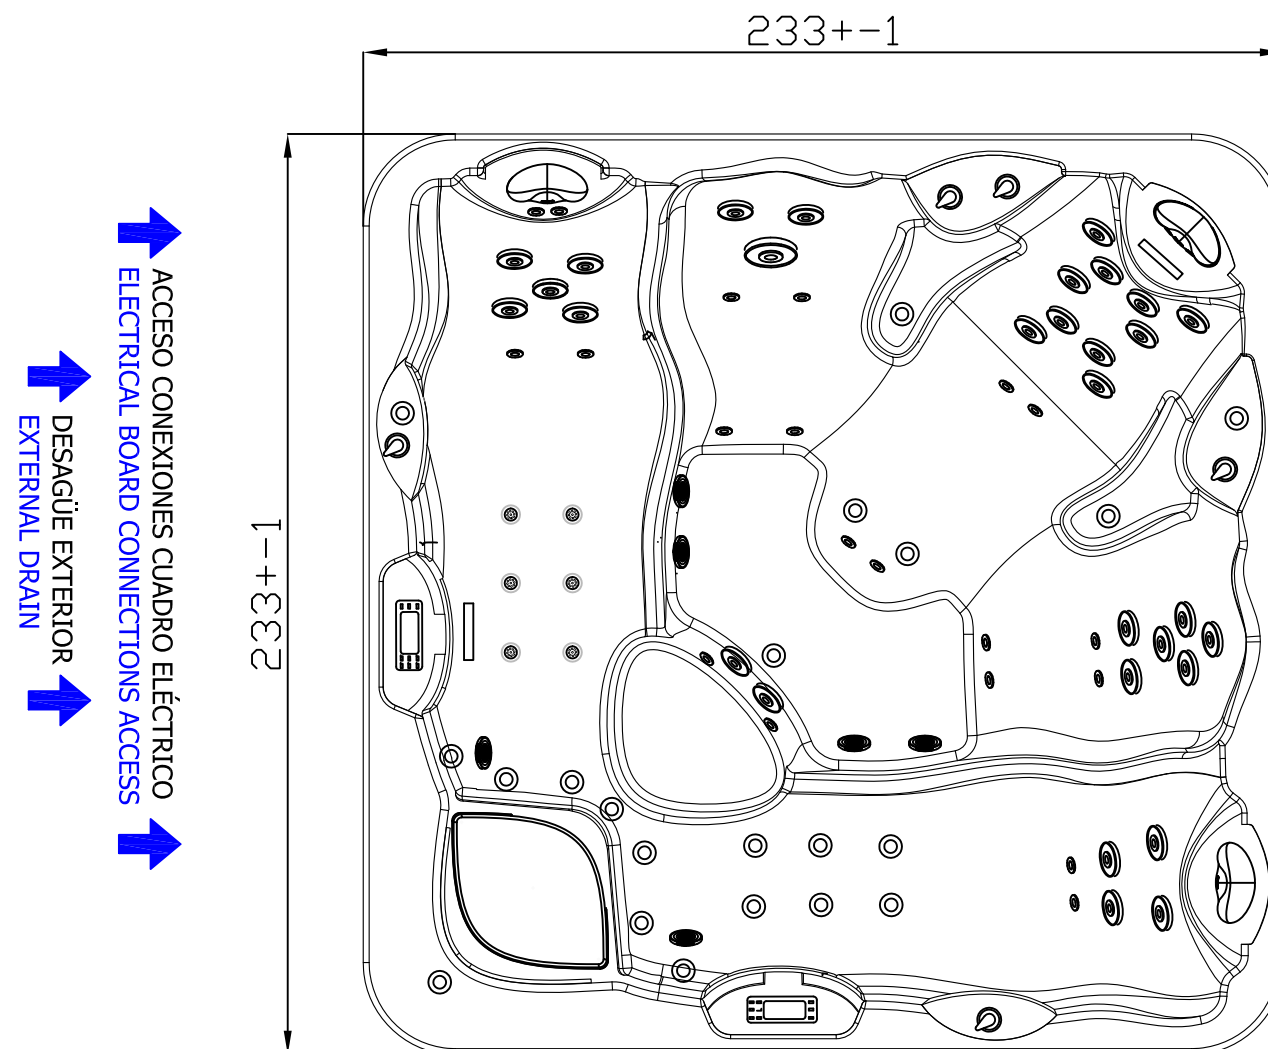 233+-1
233+-1
ACCESO CONEXIONES CUADRO ELÉCTRICO
ELECTRICAL BOARD CONNECTIONS ACCESS
DESAGÜE EXTERIOR
EXTERNAL DRAIN